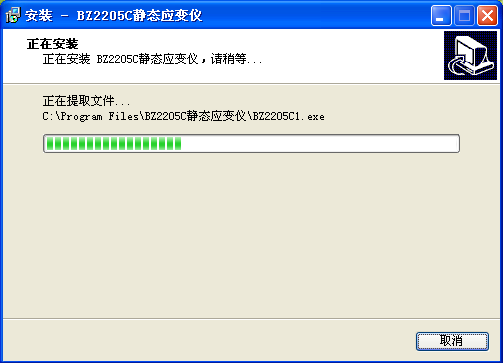 安装 - BZ2205C静态应变仪
正在安装
正在安装 BZ2205C静态应变仪，请稍等...
正在提取文件...
C:\Program Files\BZ2205C静态应变仪\BZ2205C1.exe
取消